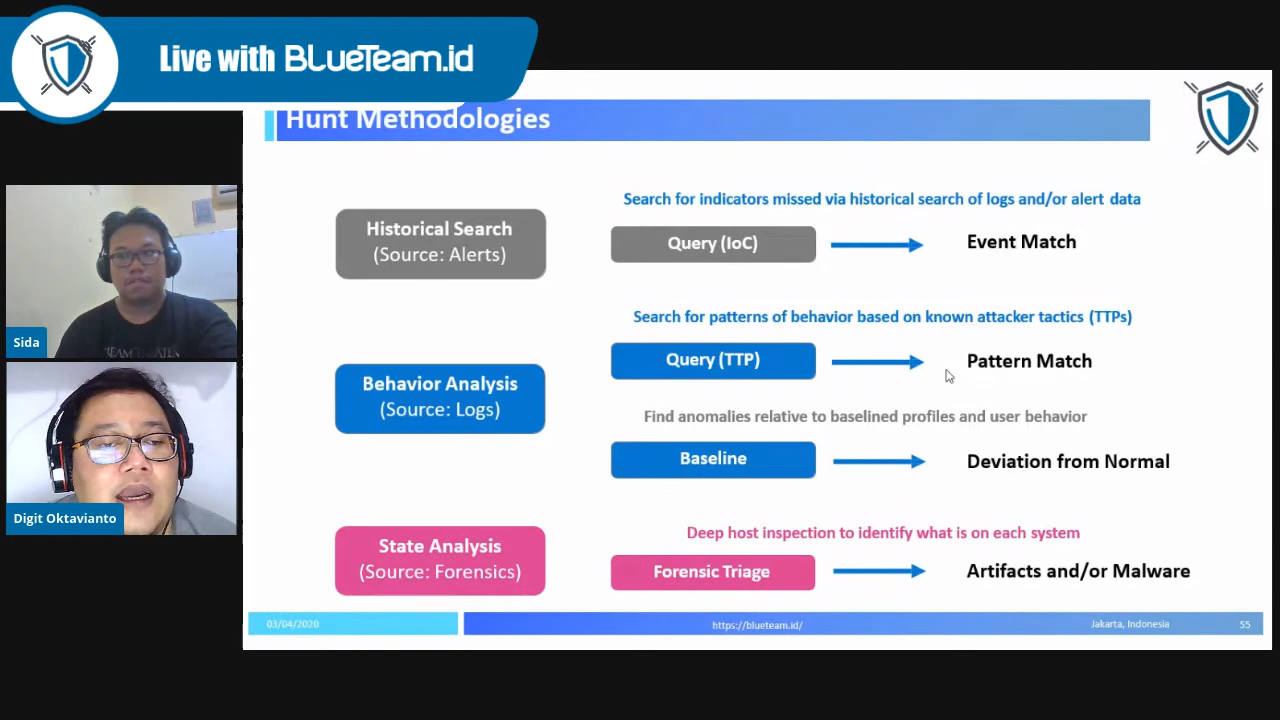 Live with BLUETeam.id
Hunt Methodologies
Search for indicators missed via historical search of logs and/or alert data
Historical Search
(Source: Alerts)
Query (IoC)
Event Match
Search for patterns of behavior based on known attacker tactics (TTPs)
Query (TTP)
Pattern Match
Behavior Analysis
(Source: Logs)
Find anomalies relative to baselined profiles and user behavior
Baseline
Deviation from Normal
Deep host inspection to identify what is on each system
State Analysis
(Source: Forensics)
Forensic Triage
Artifacts and/or Malware
03/04/2020
https://blueteam.id/
Jakarta, Indonesia
55
Sida
Digit Oktavianto